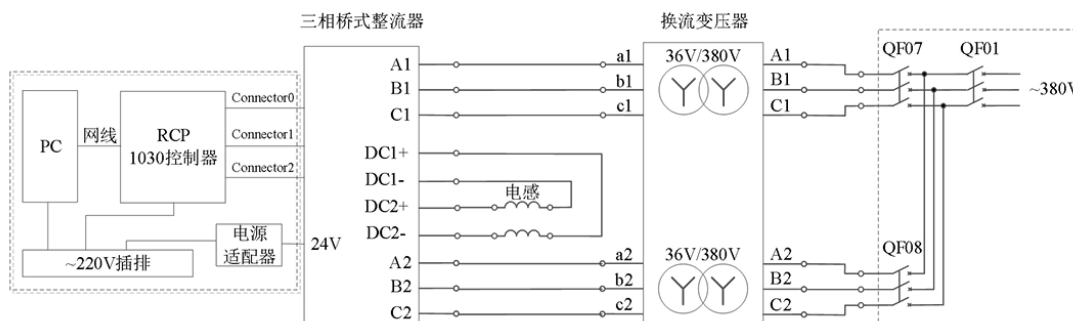 三相桥式整流器
换流变压器
PC
网线
RCP
1030控制器
Connector0
Connector1
Connector2
~220V插排
电源
适配器
24V
A1
B1
C1
DC1+
DC1-
DC2+
DC2-
A2
B2
C2
电感
a1
b1
c1
a2
b2
c2
36V/380V
36V/380V
A1
B1
C1
A2
B2
C2
QF07
QF01
~380V
QF08